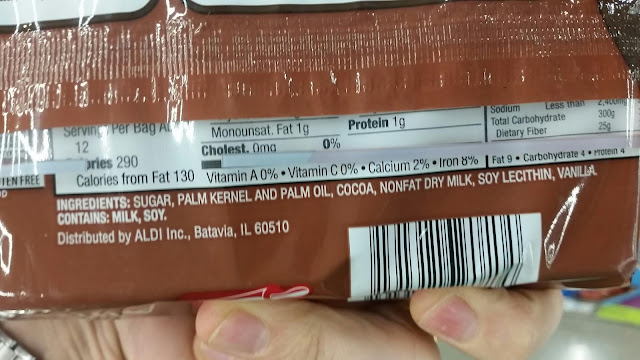 Sodium Less than 2,400mg
Serving Per Bag
Monounsat. Fat 1g
Protein 1g
Total Carbohydrate 300g
12
Cholest. 0mg 0%
Dietary Fiber 25g
ories 290
Calories from Fat 130
Vitamin A 0% • Vitamin C 0% • Calcium 2% • Iron 8%
Fat 9 • Carbohydrate 4 • Protein 4
TEN FREE
INGREDIENTS: SUGAR, PALM KERNEL AND PALM OIL, COCOA, NONFAT DRY MILK, SOY LECITHIN, VANILLA.
CONTAINS: MILK, SOY.
Distributed by ALDI Inc., Batavia, IL 60510